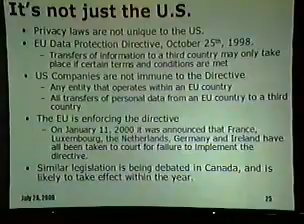 It's not just the U.S.
• Privacy laws are not unique to the US.
• EU Data Protection Directive, October 25th, 1998.
– Transfers of information to a third country may only take
place if certain terms and conditions are met
• US Companies are not immune to the Directive
– Any entity that operates within an EU country
– All transfers of personal data from an EU country to a third
country
• The EU is enforcing the directive
– On January 11, 2000 it was announced that France,
Luxembourg, the Netherlands, Germany and Ireland have
all been taken to court for failure to implement the
directive.
• Similar legislation is being debated in Canada, and is
likely to take effect within the year.
July 28, 2000
25